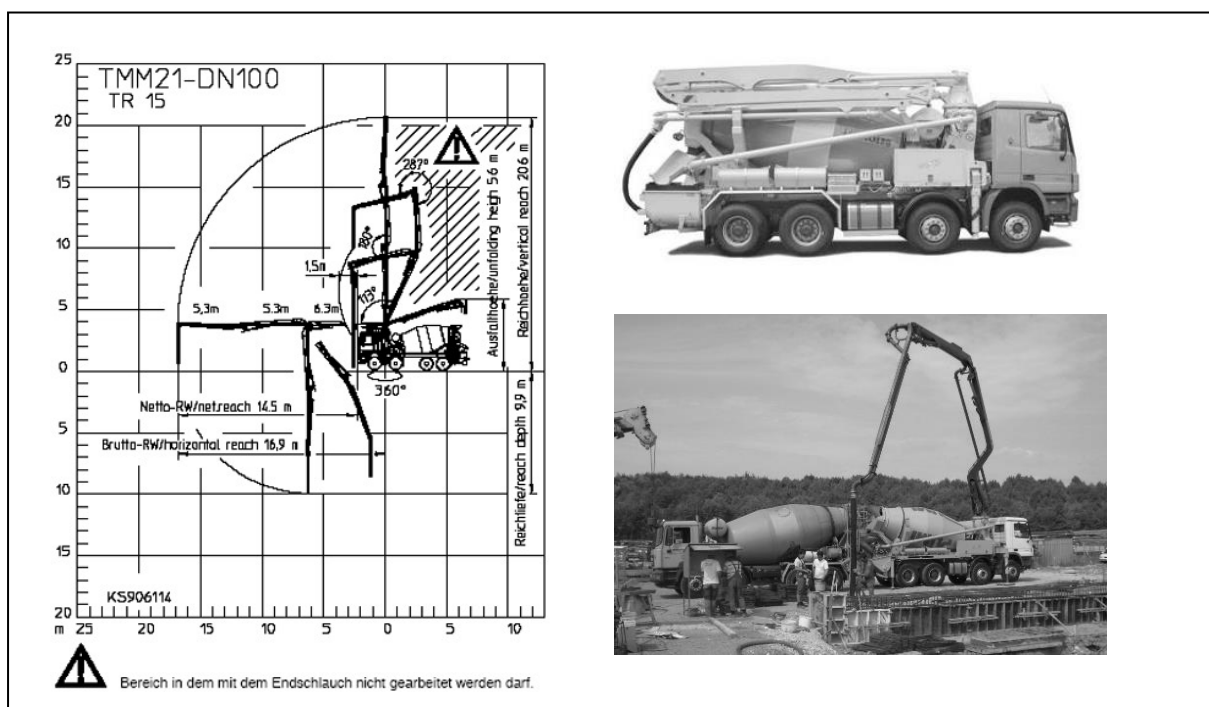 25
TMM21-DN100
TR 15
20
287°
15
180°
10
1,5m
113°
5,3m 5.3m 6.3m
5
0
360°
Netto-RW/net.reach 14.5 m
5
Brutto-RW/horizontal reach 16,9 m
10
15
KS906114
20
m 25 20 15 10 5 0 5 10
Ausfalthoehe/unfolding heigh 5.6 m
Reichhoehe/vertical reach 20.6 m
Reichtiefe/reach depth 9,9 m
Bereich in dem mit dem Endschlauch nicht gearbeitet werden darf.